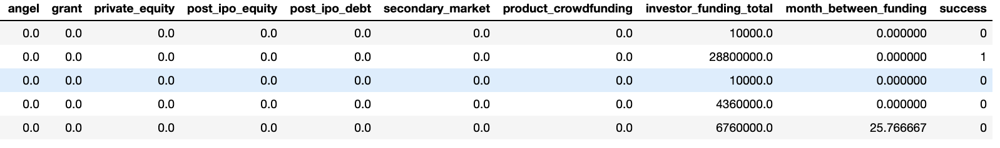 angel grant private_equity post_ipo_equity post_ipo_debt secondary_market product_crowdfunding investor_funding_total month_between_funding success
0.0 0.0 0.0 0.0 0.0 0.0 0.0 10000.0 0.000000 0
0.0 0.0 0.0 0.0 0.0 0.0 0.0 28800000.0 0.000000 1
0.0 0.0 0.0 0.0 0.0 0.0 0.0 10000.0 0.000000 0
0.0 0.0 0.0 0.0 0.0 0.0 0.0 4360000.0 0.000000 0
0.0 0.0 0.0 0.0 0.0 0.0 0.0 6760000.0 25.766667 0